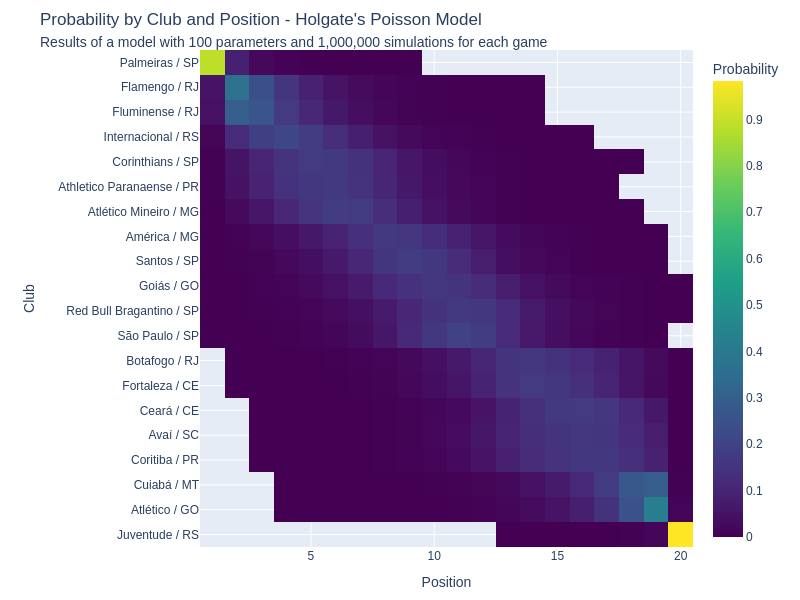 Probability by Club and Position - Holgate's Poisson Model
Results of a model with 100 parameters and 1,000,000 simulations for each game
Probability
Palmeiras / SP
Flamengo / RJ
Fluminense / RJ
Internacional / RS
Corinthians / SP
Athletico Paranaense / PR
Atlético Mineiro / MG
América / MG
Santos / SP
Goiás / GO
Red Bull Bragantino / SP
São Paulo / SP
Botafogo / RJ
Fortaleza / CE
Ceará / CE
Avaí / SC
Coritiba / PR
Cuiabá / MT
Atlético / GO
Juventude / RS
Club
5
10
15
20
Position
0.9
0.8
0.7
0.6
0.5
0.4
0.3
0.2
0.1
0